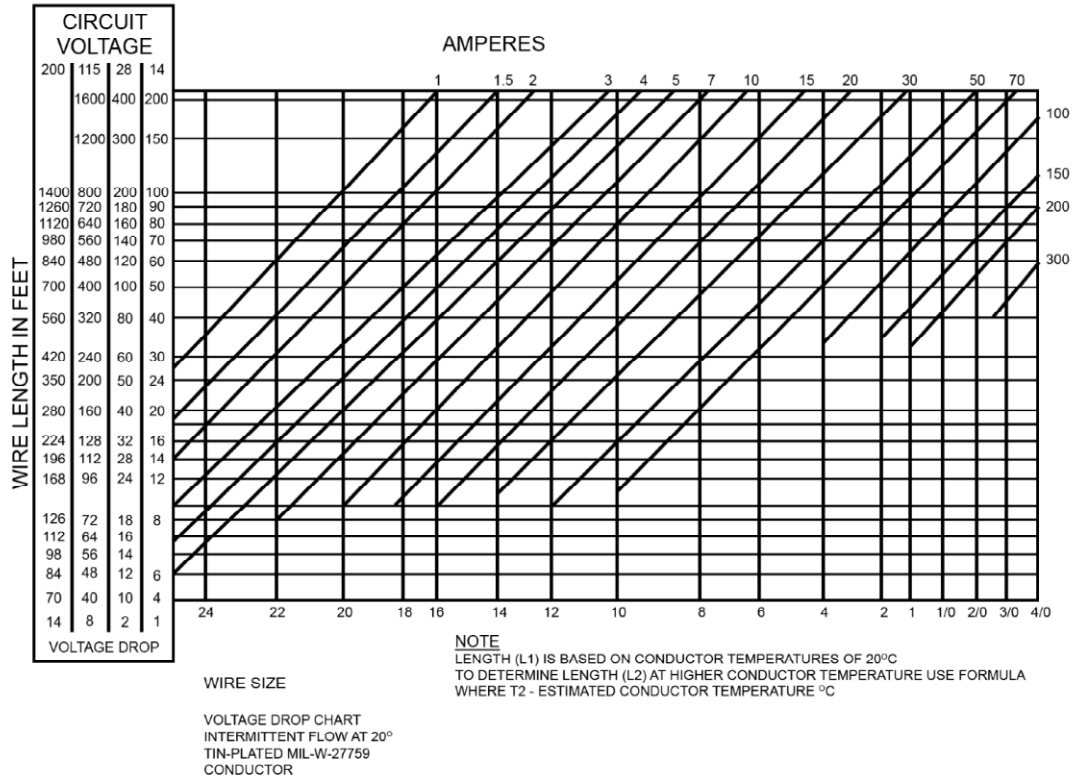 CIRCUIT
VOLTAGE
AMPERES
200 115 28 14
1 1.5 2 3 4 5 7 10 15 20 30 50 70
1600 400 200
100
1200 300 150
150
1400 800 200 100
1260 720 180 90
200
1120 640 160 80
980 560 140 70
840 480 120 60
300
700 400 100 50
560 320 80 40
420 240 60 30
350 200 50 24
280 160 40 20
224 128 32 16
196 112 28 14
168 96 24 12
126 72 18 8
112 64 16
98 56 14
84 48 12 6
70 40 10 4
14 8 2 1
WIRE LENGTH IN FEET
24 22 20 18 16 14 12 10 8 6 4 2 1 1/0 2/0 3/0 4/0
VOLTAGE DROP
NOTE
LENGTH (L1) IS BASED ON CONDUCTOR TEMPERATURES OF 20°C
TO DETERMINE LENGTH (L2) AT HIGHER CONDUCTOR TEMPERATURE USE FORMULA
WHERE T2 - ESTIMATED CONDUCTOR TEMPERATURE °C
WIRE SIZE
VOLTAGE DROP CHART
INTERMITTENT FLOW AT 20°
TIN-PLATED MIL-W-27759
CONDUCTOR